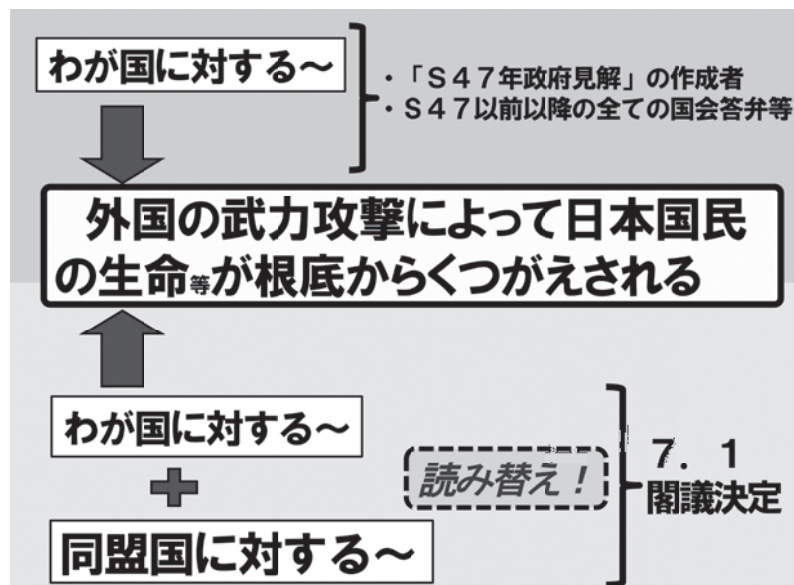 わが国に対する～
・「Ｓ４７年政府見解」の作成者
・Ｓ４７以前以降の全ての国会答弁等
外国の武力攻撃によって日本国民
の生命等が根底からくつがえされる
わが国に対する～
読み替え！
７．１
閣議決定
同盟国に対する～